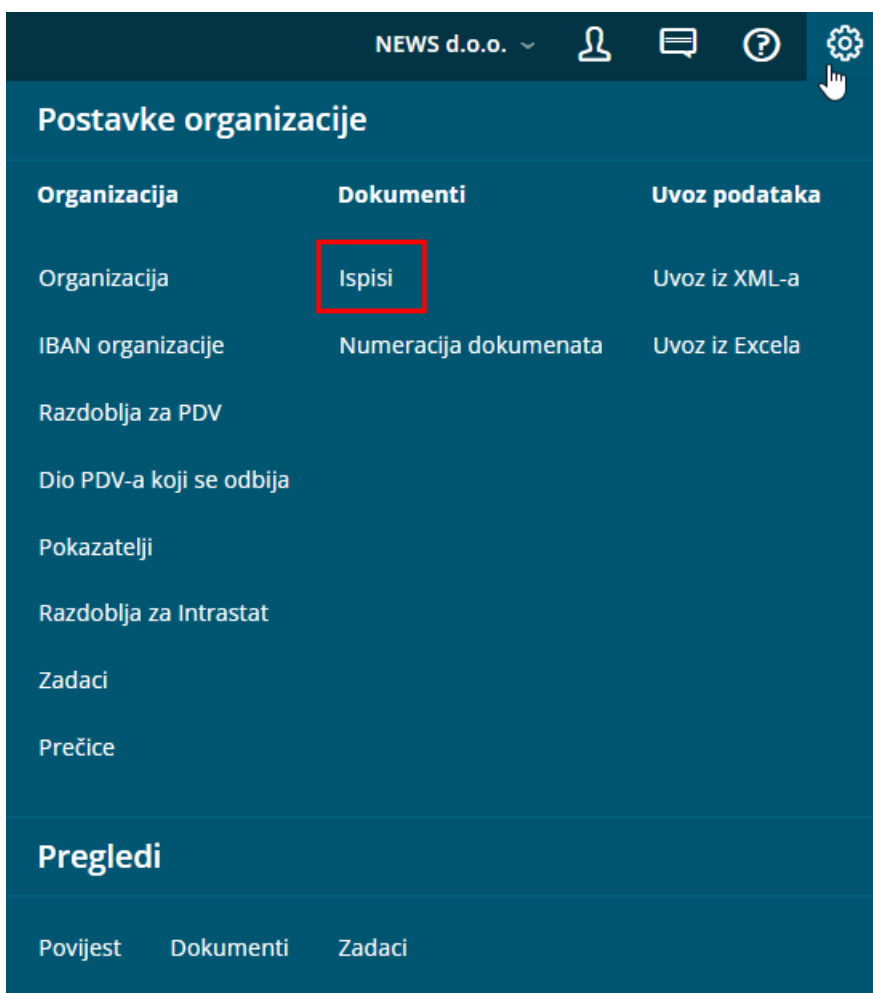 NEWS d.o.o.
Postavke organizacije
Organizacija Dokumenti Uvoz podataka
Organizacija Ispisi Uvoz iz XML-a
IBAN organizacije Numeracija dokumenata Uvoz iz Excela
Razdoblja za PDV
Dio PDV-a koji se odbija
Pokazatelji
Razdoblja za Intrastat
Zadaci
Prečice
Pregledi
Povijest Dokumenti Zadaci